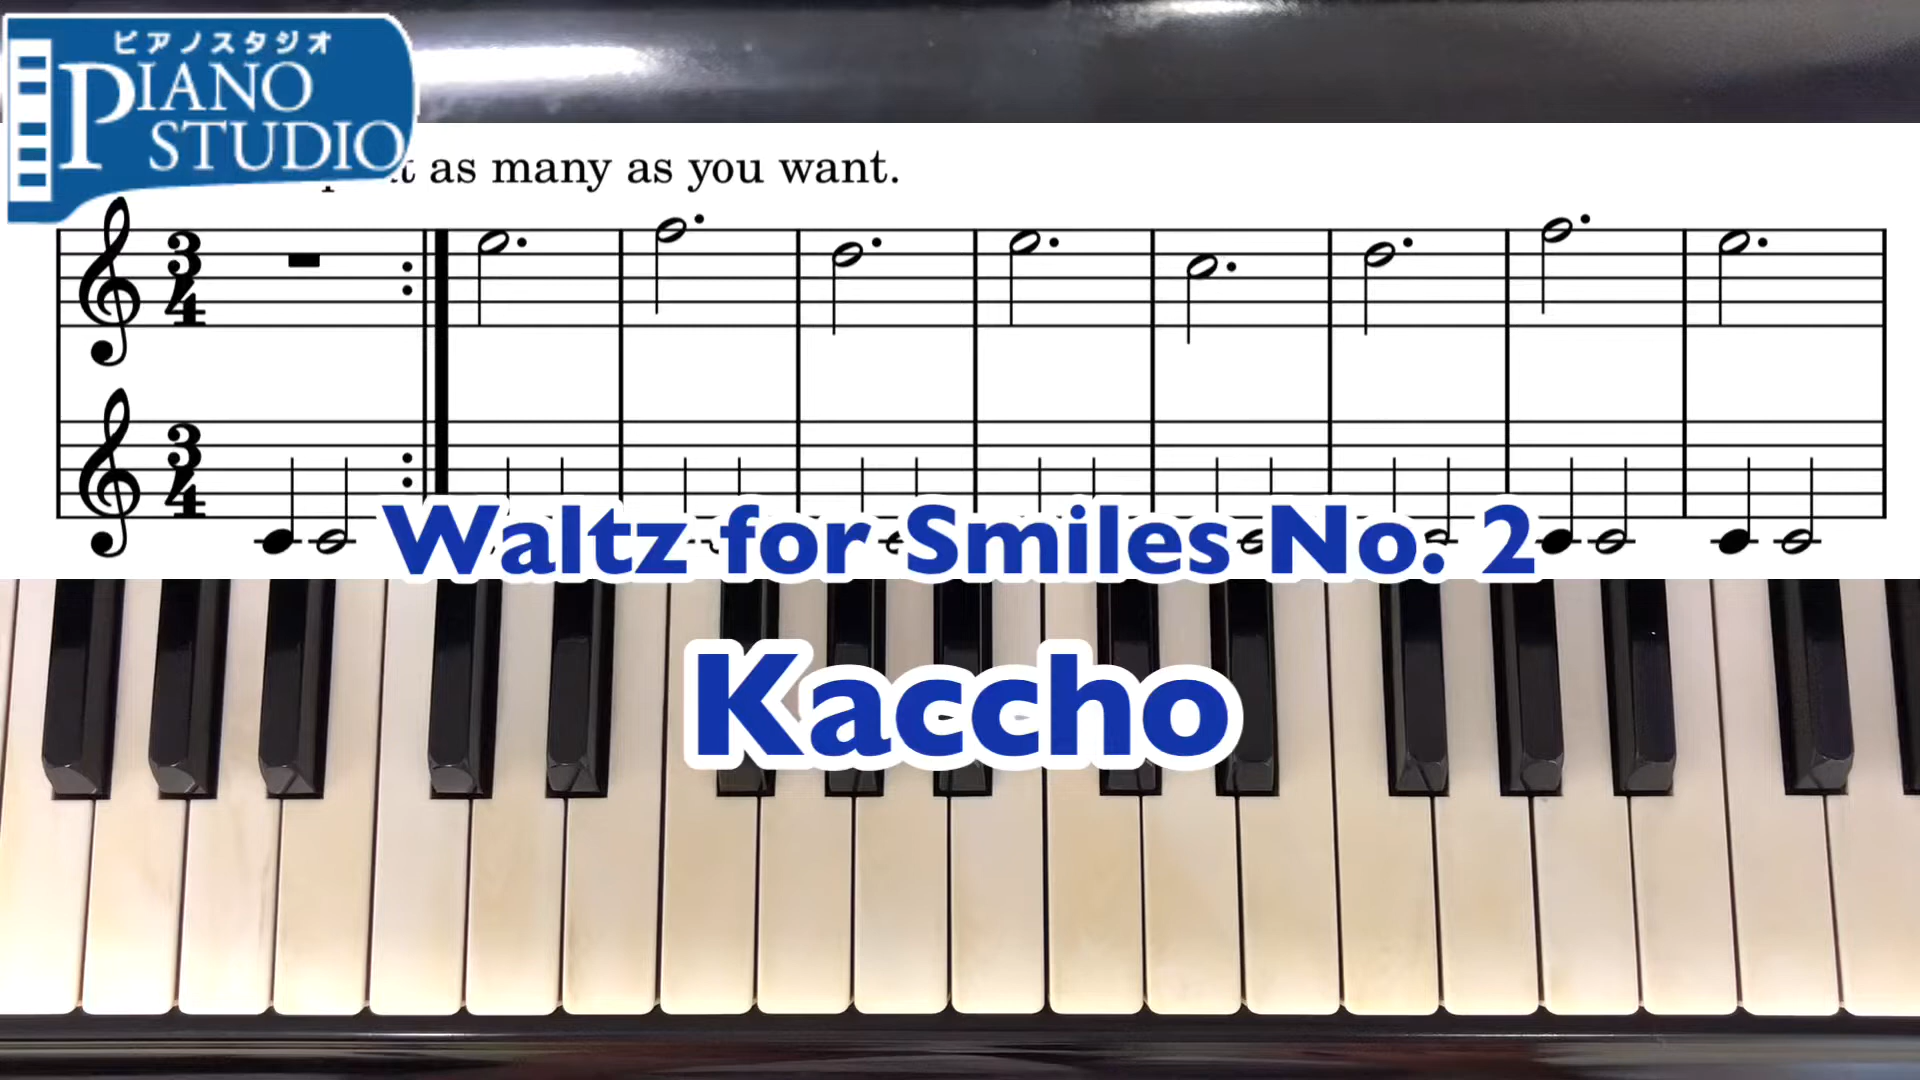 ピアノスタジオ
PIANO
STUDIO
as many as you want.
3
4
3
4
Waltz for Smiles No. 2
Kaccho